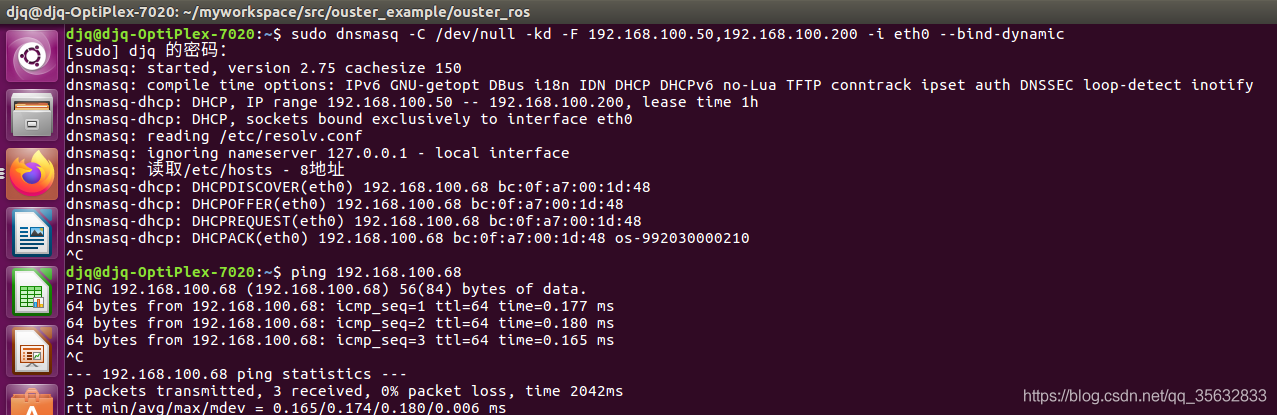 djq@djq-OptiPlex-7020: ~/myworkspace/src/ouster_example/ouster_ros
djq@djq-OptiPlex-7020:~$ sudo dnsmasq -C /dev/null -kd -F 192.168.100.50,192.168.100.200 -i eth0 --bind-dynamic
[sudo] djq 的密码：
dnsmasq: started, version 2.75 cachesize 150
dnsmasq: compile time options: IPv6 GNU-getopt DBus i18n IDN DHCP DHCPv6 no-Lua TFTP conntrack ipset auth DNSSEC loop-detect inotify
dnsmasq-dhcp: DHCP, IP range 192.168.100.50 -- 192.168.100.200, lease time 1h
dnsmasq-dhcp: DHCP, sockets bound exclusively to interface eth0
dnsmasq: reading /etc/resolv.conf
dnsmasq: ignoring nameserver 127.0.0.1 - local interface
dnsmasq: 读取/etc/hosts - 8地址
dnsmasq-dhcp: DHCPDISCOVER(eth0) 192.168.100.68 bc:0f:a7:00:1d:48
dnsmasq-dhcp: DHCPOFFER(eth0) 192.168.100.68 bc:0f:a7:00:1d:48
dnsmasq-dhcp: DHCPREQUEST(eth0) 192.168.100.68 bc:0f:a7:00:1d:48
dnsmasq-dhcp: DHCPACK(eth0) 192.168.100.68 bc:0f:a7:00:1d:48 os-992030000210
^C
djq@djq-OptiPlex-7020:~$ ping 192.168.100.68
PING 192.168.100.68 (192.168.100.68) 56(84) bytes of data.
64 bytes from 192.168.100.68: icmp_seq=1 ttl=64 time=0.177 ms
64 bytes from 192.168.100.68: icmp_seq=2 ttl=64 time=0.180 ms
64 bytes from 192.168.100.68: icmp_seq=3 ttl=64 time=0.165 ms
^C
--- 192.168.100.68 ping statistics ---
3 packets transmitted, 3 received, 0% packet loss, time 2042ms
rtt min/avg/max/mdev = 0.165/0.174/0.180/0.006 ms
https://blog.csdn.net/qq_35632833